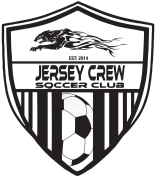 EST. 2014
JERSEY CREW
SOCCER CLUB